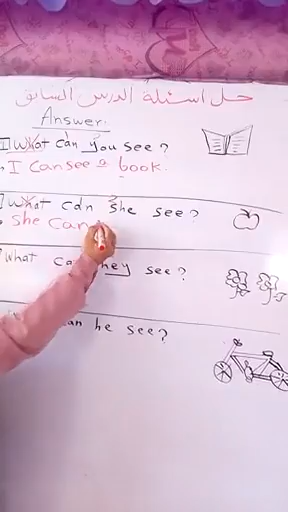 حل اسئلة الدرس السابق
Answer:
1 What can you see?
I can see a book.
What can she see?
She can
What can they see?
can he see?